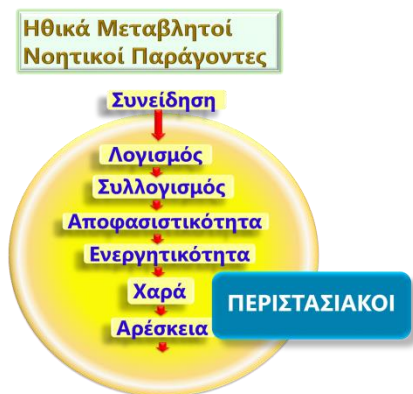 Ηθικά Μεταβλητοί
Νοητικοί Παράγοντες
Συνείδηση
Λογισμός
Συλλογισμός
Αποφασιστικότητα
Ενεργητικότητα
Χαρά
ΠΕΡΙΣΤΑΣΙΑΚΟΙ
Αρέσκεια